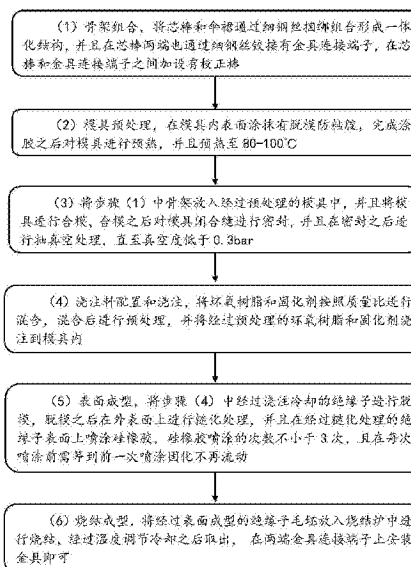 （1）骨架组合，将芯棒和伞裙通过细钢丝捆绑组合形成一体
化结构，并且在芯棒两端也通过细钢丝铰接有金具连接端子，在芯
棒和金具连接端子之间加设有校正棒
（2）模具预处理，在模具内表面涂抹有脱模防粘胶，完成涂
胶之后对模具进行预热，并且预热至80-100℃
（3）将步骤（1）中骨架放入经过预处理的模具中，并且将模
具进行合模，合模之后对模具闭合缝进行密封，并且在密封之后进
行抽真空处理，直至真空度低于0.3bar
（4）浇注料配置和浇注，将环氧树脂和固化剂按照质量比进行
混合，混合后进行预处理，并将经过预处理的环氧树脂和固化剂浇
注到模具内
（5）表面成型，将步骤（4）中经过浇注冷却的绝缘子进行脱
模，脱模之后在外表面上进行糙化处理，并且在经过糙化处理的绝
缘子表面上喷涂硅橡胶，硅橡胶喷涂的次数不小于3次，且在每次
喷涂前需等到前一次喷涂固化不再流动
（6）烧结成型，将经过表面成型的绝缘子毛坯放入烧结炉中进
行烧结，经过温度调节冷却之后取出，在两端金具连接端子上安装
金具即可